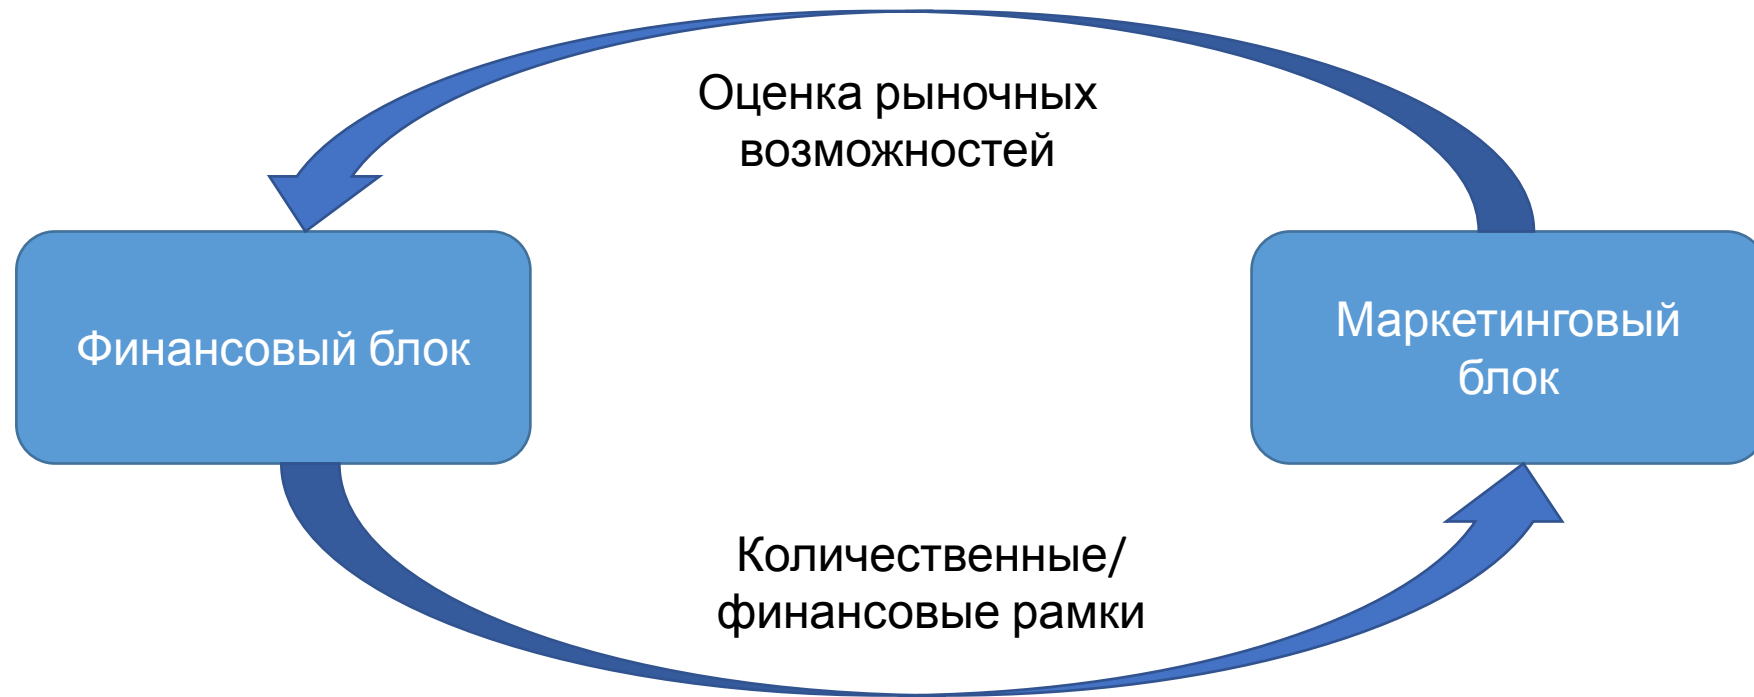 Оценка рыночных
возможностей
Финансовый блок
Маркетинговый
блок
Количественные/
финансовые рамки